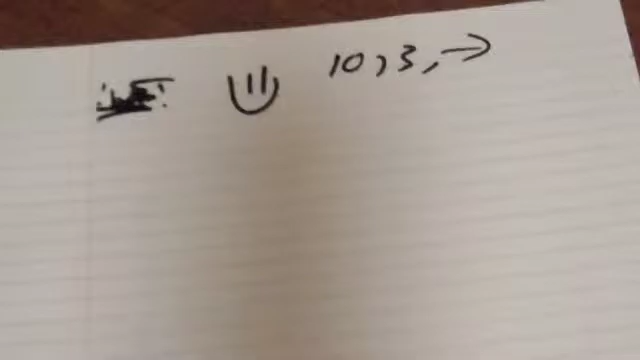 10, 3, →